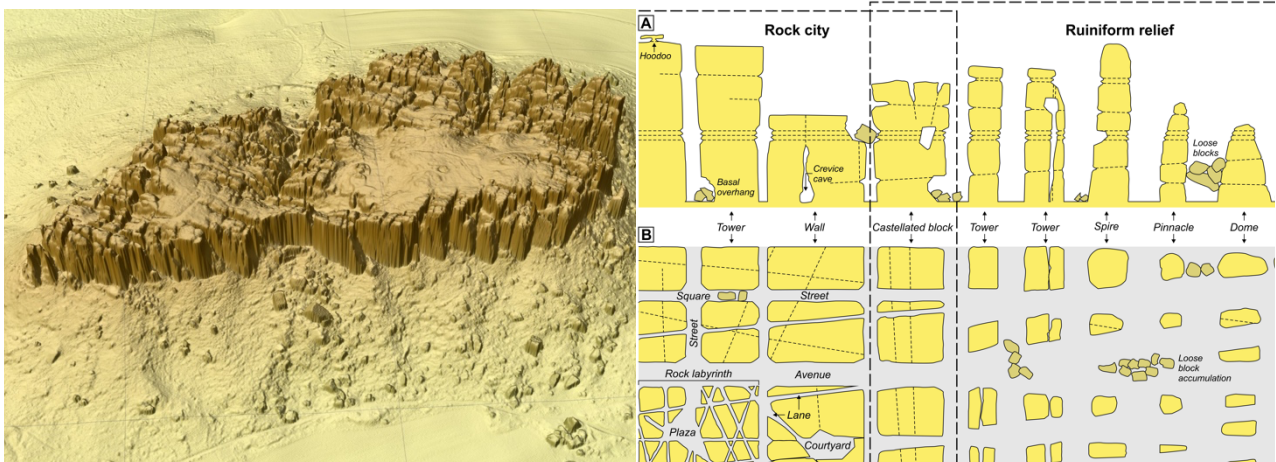 A
Rock city
Ruiniform relief
Hoodoo
Basal
overhang
Crevice
cave
Loose
blocks
Tower
Wall
Castellated block
Tower
Tower
Spire
Pinnacle
Dome
B
Square
Street
Street
Rock labyrinth
Avenue
Loose
block
accumulation
Lane
Plaza
Courtyard